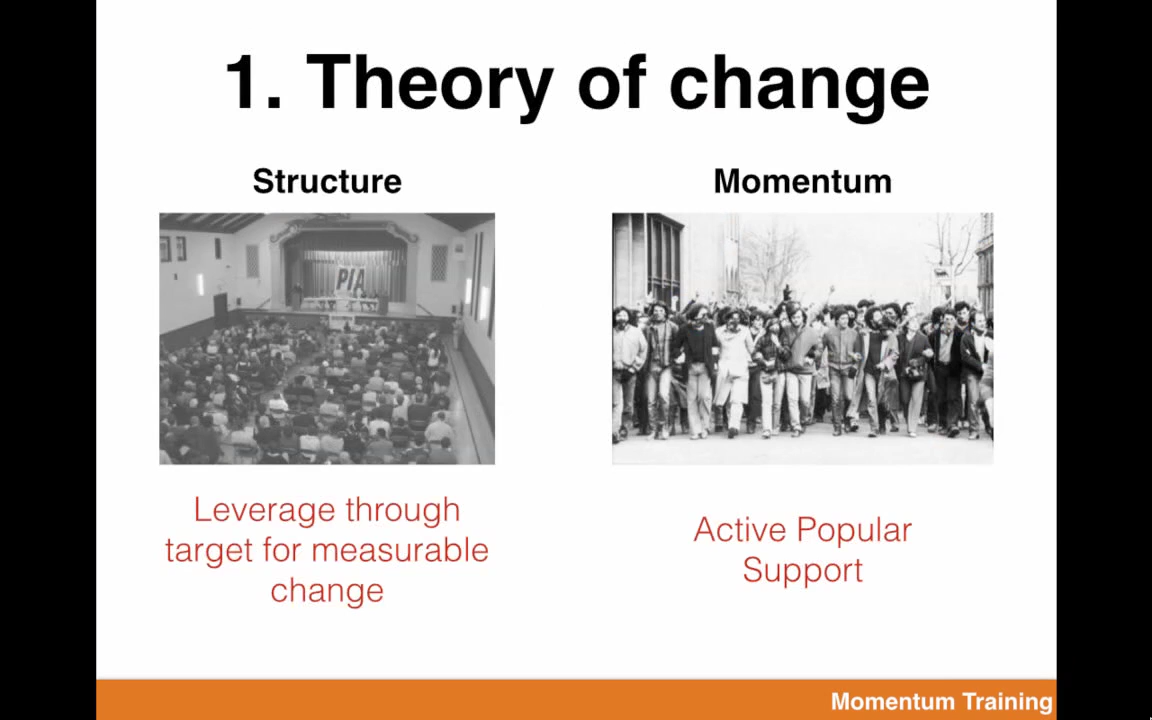 1. Theory of change
Structure
Momentum
PIA
Leverage through
target for measurable
change
Active Popular
Support
Momentum Training